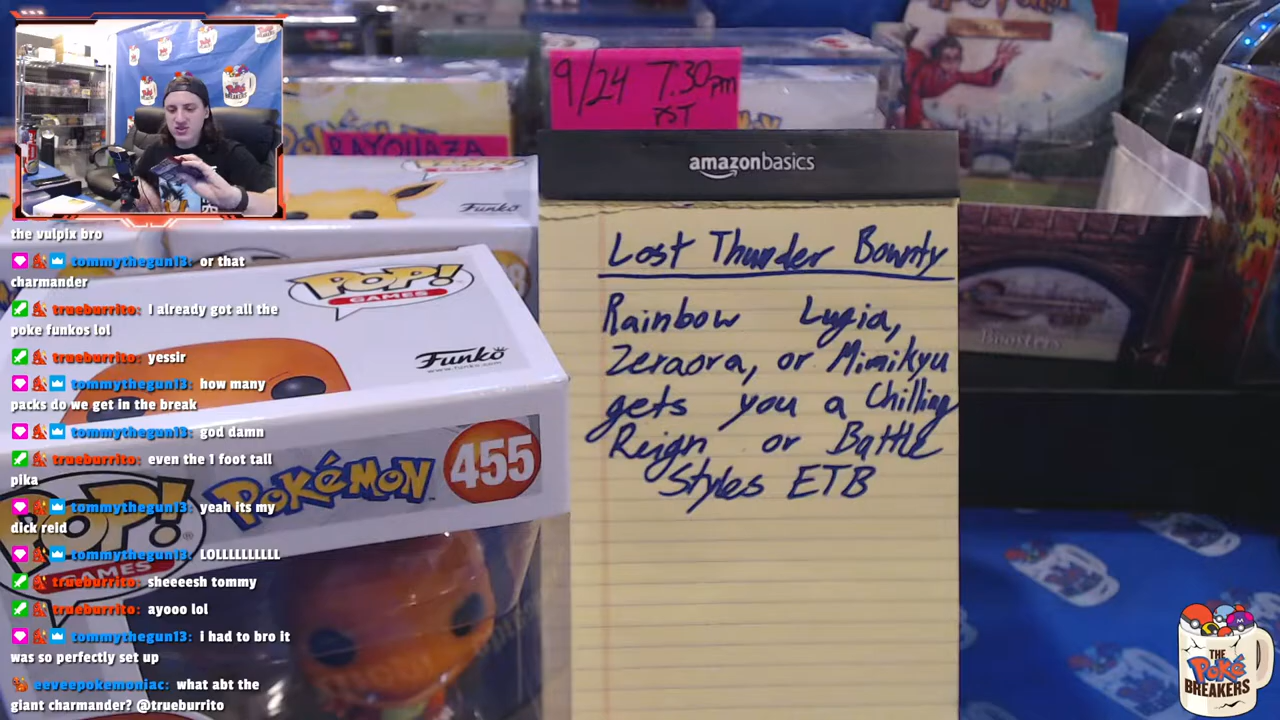 the vulpix bro
tommythegun13: or that
charmander
trueburrito: I already got all the
poke funkos lol
trueburrito: yessir
tommythegun13: how many
packs do we get in the break
tommythegun13: god damn
trueburrito: even the 1 foot tall
pika
tommythegun13: yeah its my
dick reid
tommythegun13: LOLLLLLLLLL
trueburrito: sheeeesh tommy
trueburrito: ayooo lol
tommythegun13: i had to bro it
was so perfectly set up
eeveepokemoniac: what abt the
giant charmander? @trueburrito
9/24 7:30pm
PST
RAYQUAZA
Funko
POP!
GAMES
Funko
www.funko.com
POKéMON
455
POP!
GAMES
amazonbasics
Lost Thunder Bounty
Rainbow Lugia,
Zeraora, or Mimikyu
gets you a Chilling
Reign or Battle
Styles ETB
Boosters
THE
Poké
BREAKERS